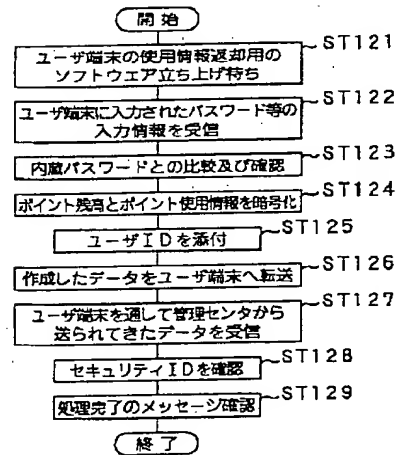 開始
ST121
ユーザ端末の使用情報返却用の
ソフトウェア立ち上げ待ち
ST122
ユーザ端末に入力されたパスワード等の
入力情報を受信
ST123
内蔵パスワードとの比較及び確認
ST124
ポイント残高とポイント使用情報を暗号化
ST125
ユーザIDを添付
ST126
作成したデータをユーザ端末へ転送
ST127
ユーザ端末を通して管理センタから
送られてきたデータを受信
ST128
セキュリティIDを確認
ST129
処理完了のメッセージ確認
終了